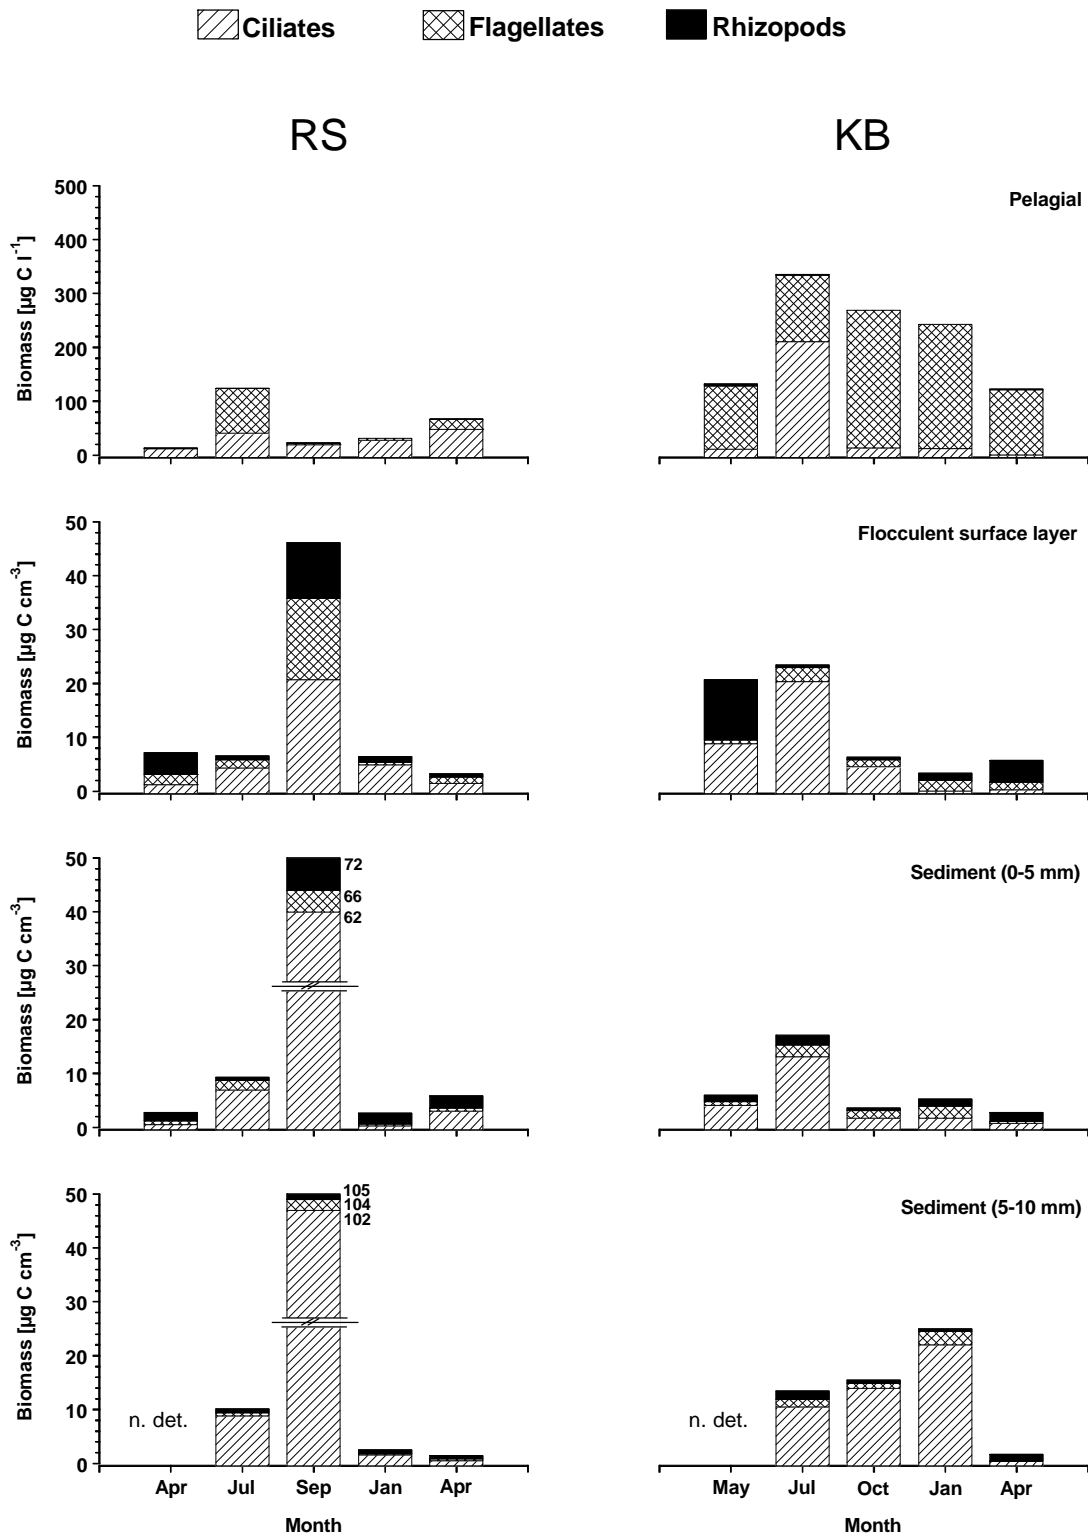 Ciliates Flagellates Rhizopods
RS KB
Pelagial
Biomass [µg C l-1]
500
400
300
200
100
0
Flocculent surface layer
Biomass [µg C cm-3]
50
40
30
20
10
0
Sediment (0-5 mm)
Biomass [µg C cm-3]
50
40
30
20
10
0
72
66
62
Sediment (5-10 mm)
Biomass [µg C cm-3]
50
40
30
20
10
0
105
104
102
n. det.
n. det.
Apr Jul Sep Jan Apr
Month
May Jul Oct Jan Apr
Month